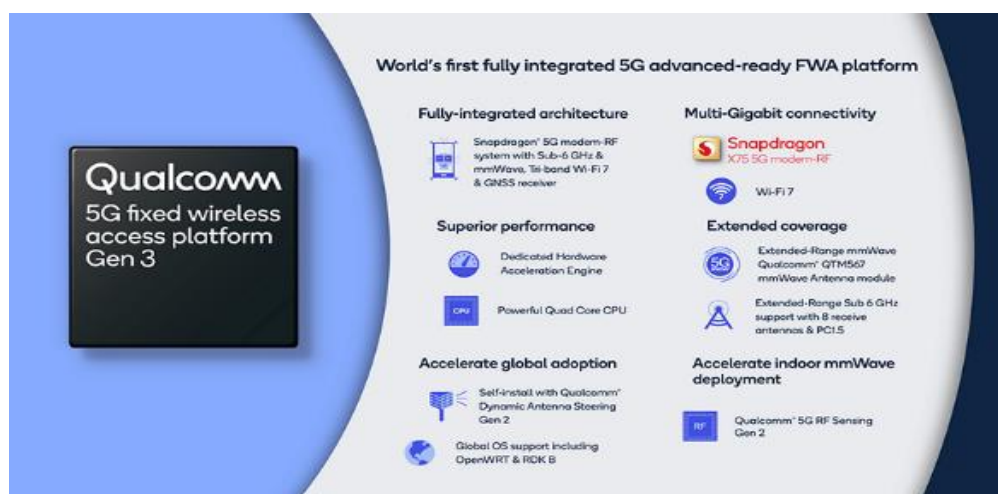 Qualcomm
5G fixed wireless
access platform
Gen 3
World's first fully integrated 5G advanced-ready FWA platform
Fully-integrated architecture
Snapdragon® 5G modem-RF
system with Sub-6 GHz &
mmWave, Tri-band Wi-Fi 7
& GNSS receiver
Multi-Gigabit connectivity
Snapdragon
X75 5G modem-RF
7
Wi-Fi 7
Superior performance
Dedicated Hardware
Acceleration Engine
CPU
Powerful Quad Core CPU
Extended coverage
5G
Extended-Range mmWave
Qualcomm® QTM567
mmWave Antenna module
Extended-Range Sub 6 GHz
support with 8 receive
antennas & PC1.5
Accelerate global adoption
Self-install with Qualcomm®
Dynamic Antenna Steering
Gen 2
Global OS support including
OpenWRT & RDK B
Accelerate indoor mmWave
deployment
RF
Qualcomm® 5G RF Sensing
Gen 2